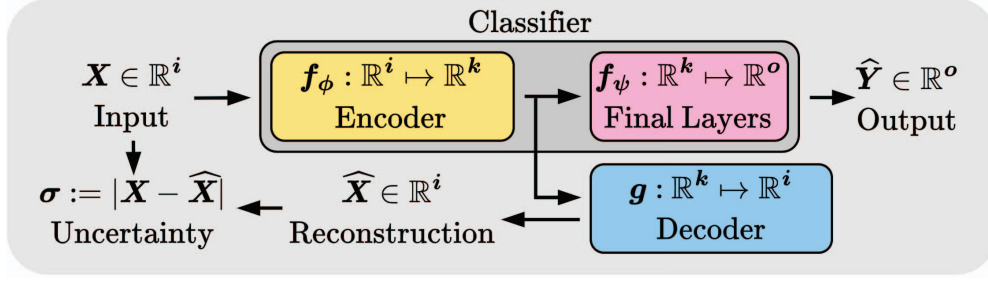 Classifier
X ∈ ℝ^i
Input
f_ϕ : ℝ^i ↦ ℝ^k
Encoder
f_ψ : ℝ^k ↦ ℝ^o
Final Layers
Ŷ ∈ ℝ^o
Output
σ := |X − X̂|
Uncertainty
X̂ ∈ ℝ^i
Reconstruction
g : ℝ^k ↦ ℝ^i
Decoder